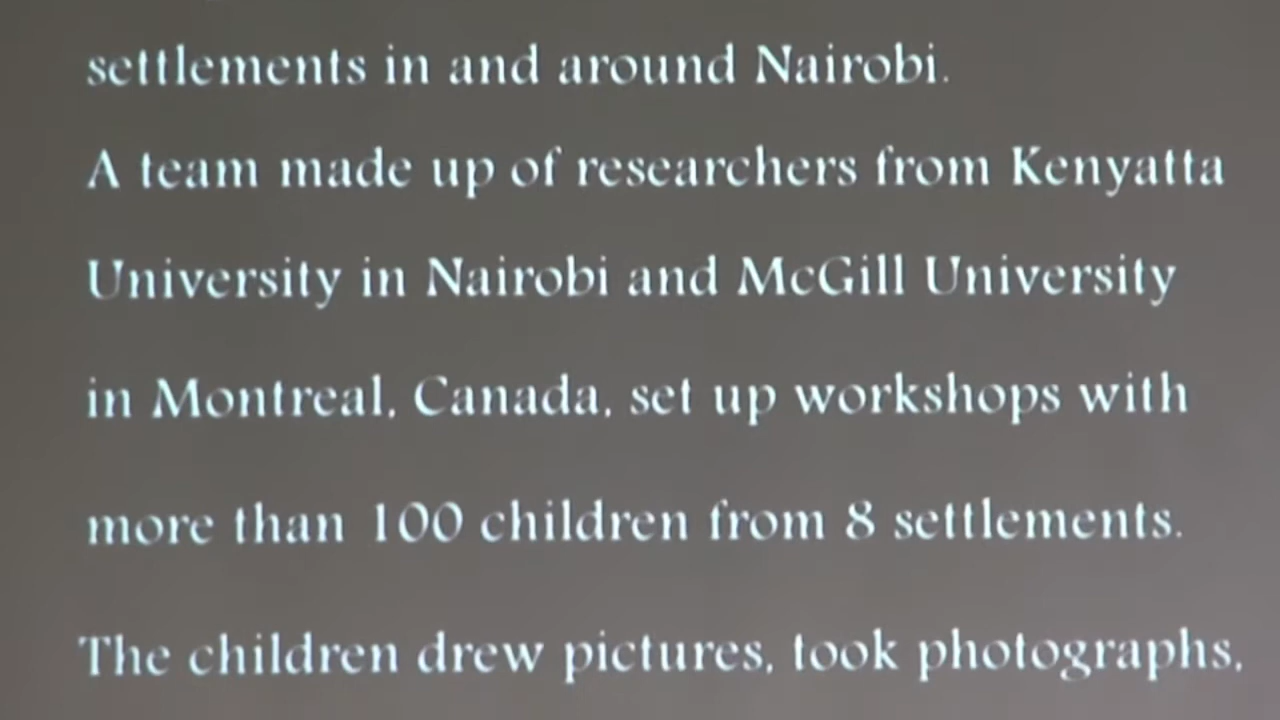 settlements in and around Nairobi.
A team made up of researchers from Kenyatta
University in Nairobi and McGill University
in Montreal, Canada, set up workshops with
more than 100 children from 8 settlements.
The children drew pictures, took photographs,